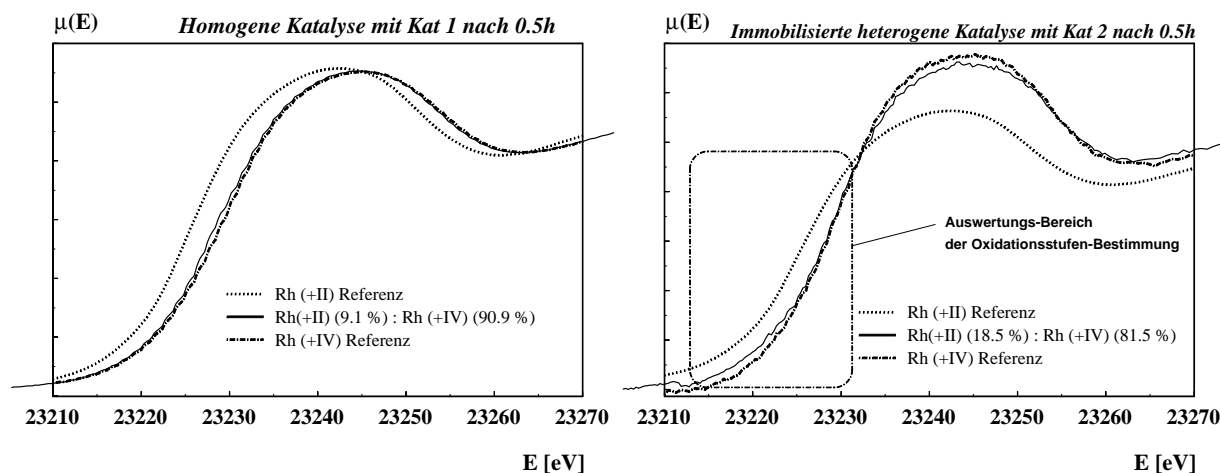 μ(E)
Homogene Katalyse mit Kat 1 nach 0.5h
Rh (+II) Referenz
Rh(+II) (9.1 %) : Rh (+IV) (90.9 %)
Rh (+IV) Referenz
23210 23220 23230 23240 23250 23260 23270
E [eV]
μ(E)
Immobilisierte heterogene Katalyse mit Kat 2 nach 0.5h
Auswertungs-Bereich
der Oxidationsstufen-Bestimmung
Rh (+II) Referenz
Rh(+II) (18.5 %) : Rh (+IV) (81.5 %)
Rh (+IV) Referenz
23210 23220 23230 23240 23250 23260 23270
E [eV]